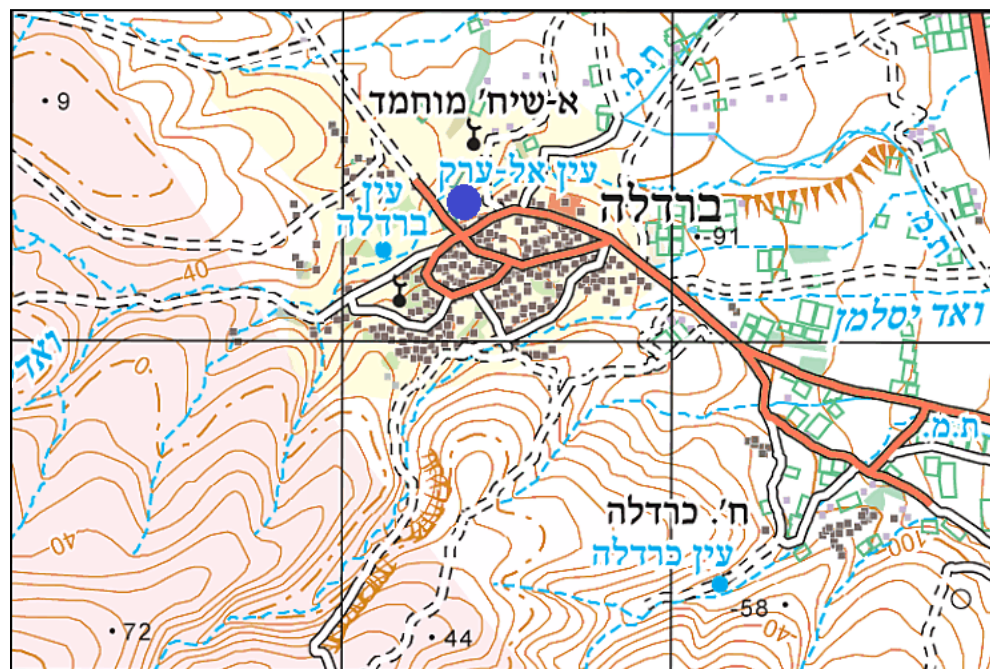 9
א-שיח' מוחמד
ת.מ.
עין אל-ערק
עין
ברדלה
ברדלה
-91
ת.מ.
40
ואד יסלמן
ואד
0
ת.מ.
ח'. כרדלה
עין כרדלה
40
-100
-58
-40
72
44